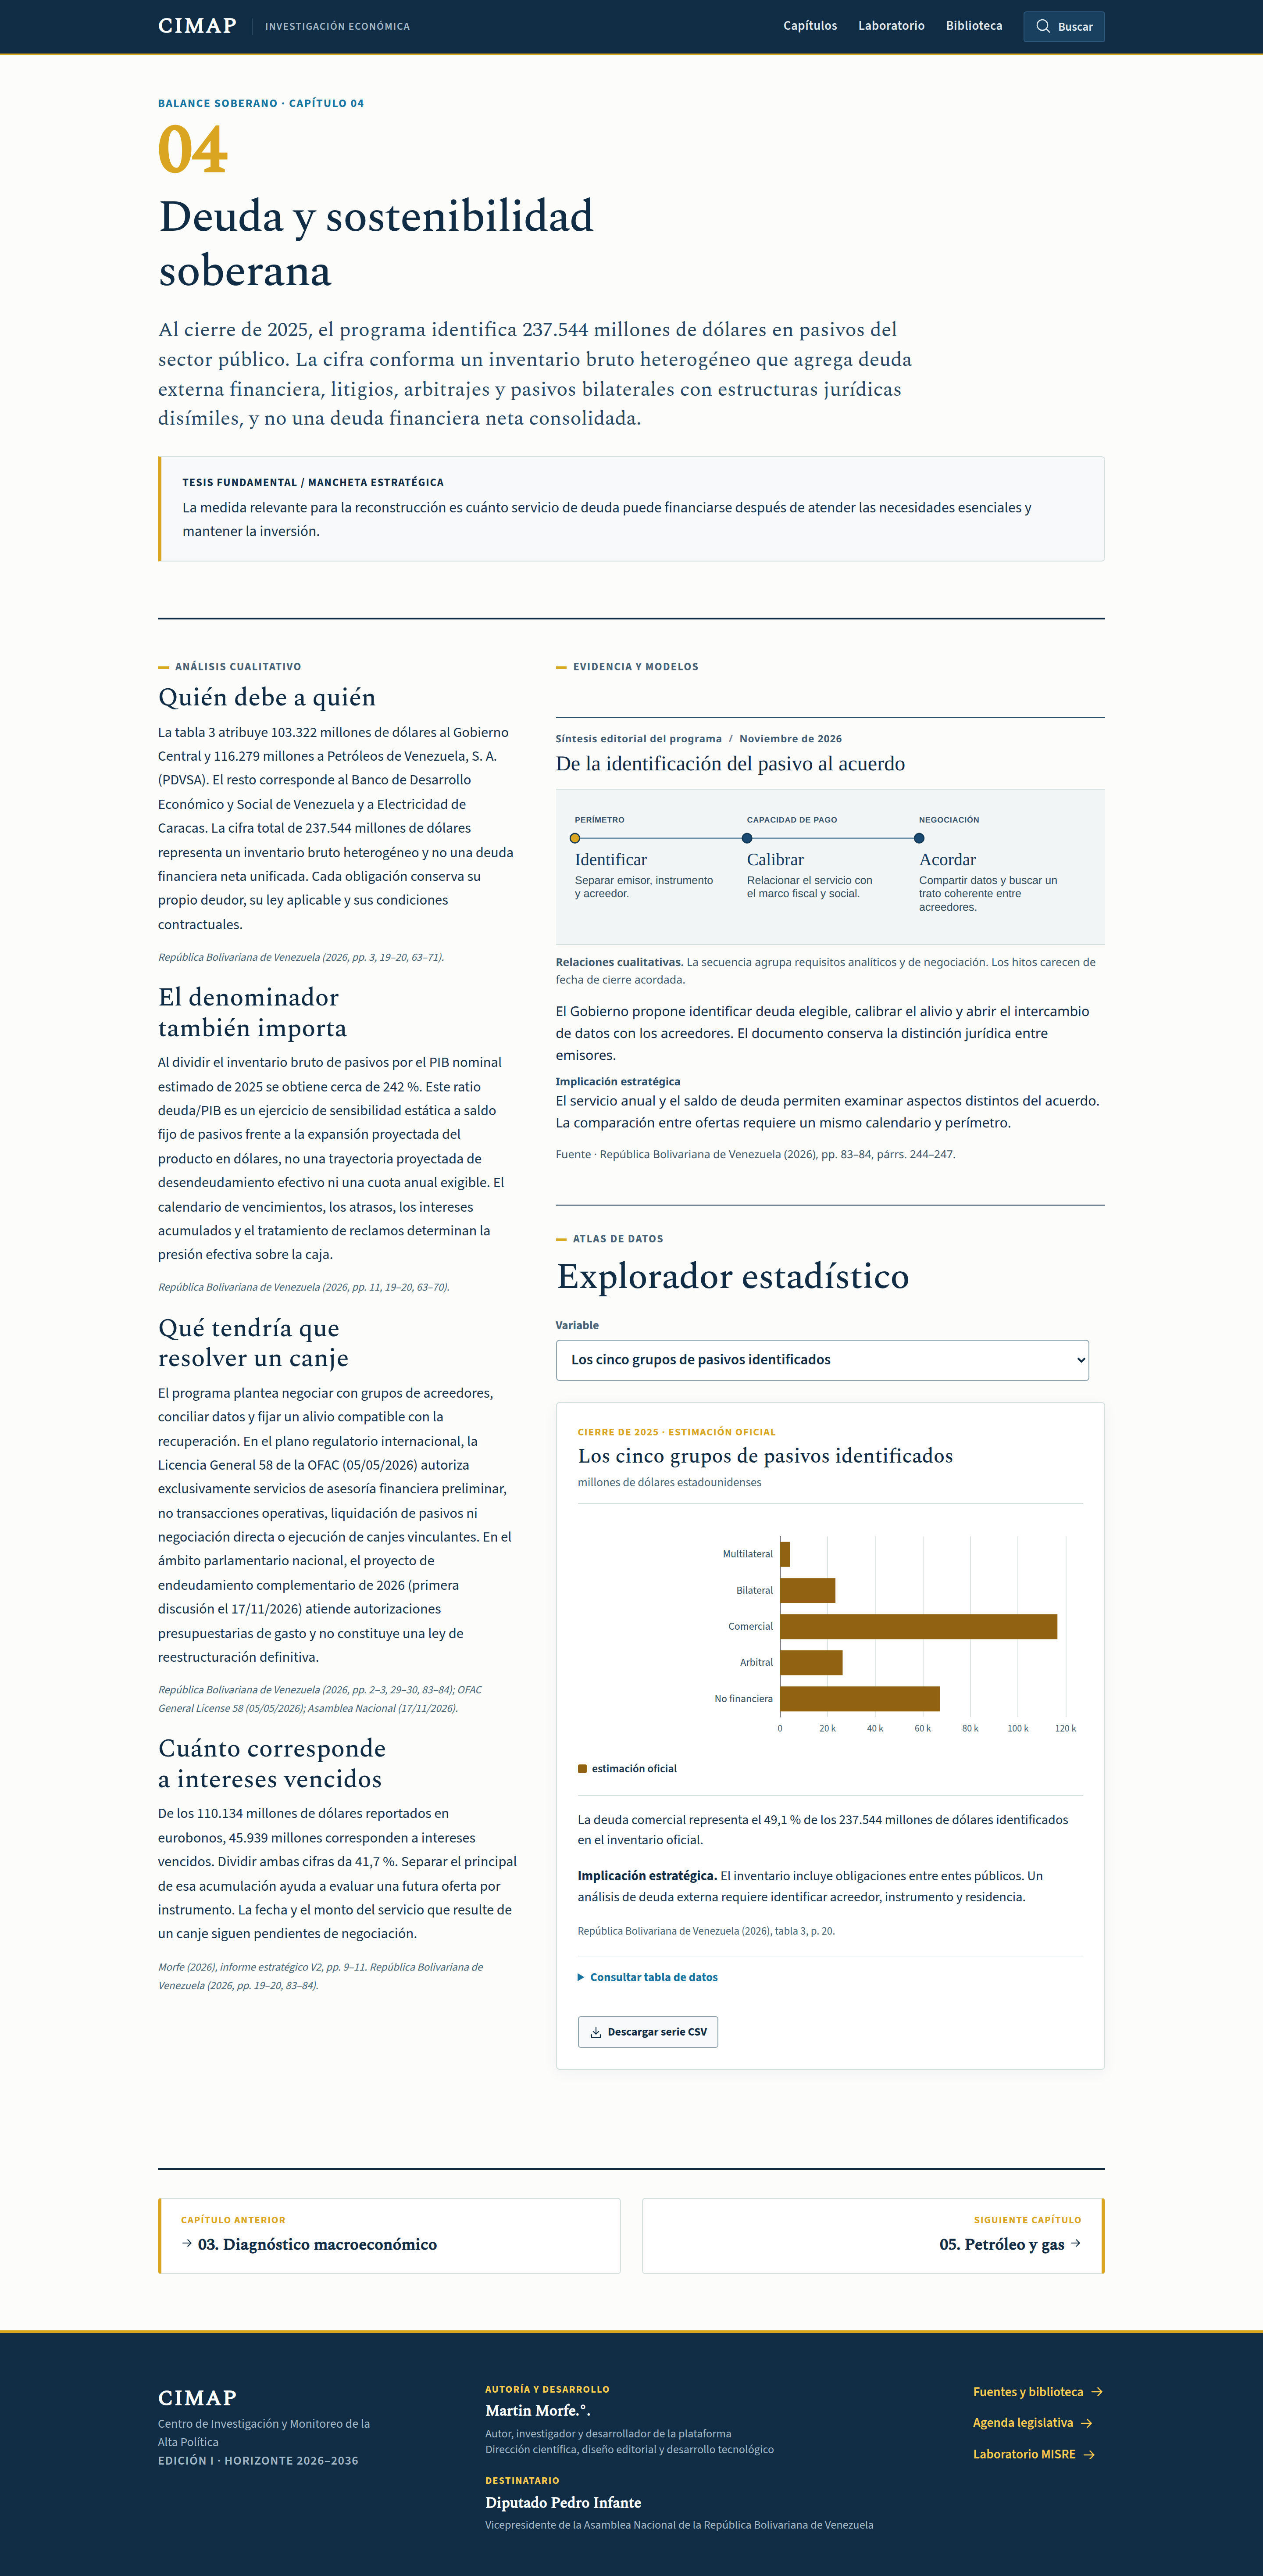 CIMAP
INVESTIGACIÓN ECONÓMICA
Capítulos
Laboratorio
Biblioteca
Buscar
BALANCE SOBERANO · CAPÍTULO 04
04
Deuda y sostenibilidad
soberana
Al cierre de 2025, el programa identifica 237.544 millones de dólares en pasivos del
sector público. La cifra conforma un inventario bruto heterogéneo que agrega deuda
externa financiera, litigios, arbitrajes y pasivos bilaterales con estructuras jurídicas
disímiles, y no una deuda financiera neta consolidada.
TESIS FUNDAMENTAL / MANCHETA ESTRATÉGICA
La medida relevante para la reconstrucción es cuánto servicio de deuda puede financiarse después de atender las necesidades esenciales y
mantener la inversión.
ANÁLISIS CUALITATIVO
Quién debe a quién
La tabla 3 atribuye 103.322 millones de dólares al Gobierno
Central y 116.279 millones a Petróleos de Venezuela, S. A.
(PDVSA). El resto corresponde al Banco de Desarrollo
Económico y Social de Venezuela y a Electricidad de
Caracas. La cifra total de 237.544 millones de dólares
representa un inventario bruto heterogéneo y no una deuda
financiera neta unificada. Cada obligación conserva su
propio deudor, su ley aplicable y sus condiciones
contractuales.
República Bolivariana de Venezuela (2026, pp. 3, 19–20, 63–71).
El denominador
también importa
Al dividir el inventario bruto de pasivos por el PIB nominal
estimado de 2025 se obtiene cerca de 242 %. Este ratio
deuda/PIB es un ejercicio de sensibilidad estática a saldo
fijo de pasivos frente a la expansión proyectada del
producto en dólares, no una trayectoria proyectada de
desendeudamiento efectivo ni una cuota anual exigible. El
calendario de vencimientos, los atrasos, los intereses
acumulados y el tratamiento de reclamos determinan la
presión efectiva sobre la caja.
República Bolivariana de Venezuela (2026, pp. 11, 19–20, 63–70).
Qué tendría que
resolver un canje
El programa plantea negociar con grupos de acreedores,
conciliar datos y fijar un alivio compatible con la
recuperación. En el plano regulatorio internacional, la
Licencia General 58 de la OFAC (05/05/2026) autoriza
exclusivamente servicios de asesoría financiera preliminar,
no transacciones operativas, liquidación de pasivos ni
negociación directa o ejecución de canjes vinculantes. En el
ámbito parlamentario nacional, el proyecto de
endeudamiento complementario de 2026 (primera
discusión el 17/11/2026) atiende autorizaciones
presupuestarias de gasto y no constituye una ley de
reestructuración definitiva.
República Bolivariana de Venezuela (2026, pp. 2–3, 29–30, 83–84); OFAC
General License 58 (05/05/2026); Asamblea Nacional (17/11/2026).
Cuánto corresponde
a intereses vencidos
De los 110.134 millones de dólares reportados en
eurobonos, 45.939 millones corresponden a intereses
vencidos. Dividir ambas cifras da 41,7 %. Separar el principal
de esa acumulación ayuda a evaluar una futura oferta por
instrumento. La fecha y el monto del servicio que resulte de
un canje siguen pendientes de negociación.
Morfe (2026), informe estratégico V2, pp. 9–11. República Bolivariana de
Venezuela (2026, pp. 19–20, 83–84).
EVIDENCIA Y MODELOS
Síntesis editorial del programa / Noviembre de 2026
De la identificación del pasivo al acuerdo
PERÍMETRO
Identificar
Separar emisor, instrumento
y acreedor.
CAPACIDAD DE PAGO
Calibrar
Relacionar el servicio con
el marco fiscal y social.
NEGOCIACIÓN
Acordar
Compartir datos y buscar un
trato coherente entre
acreedores.
Relaciones cualitativas. La secuencia agrupa requisitos analíticos y de negociación. Los hitos carecen de
fecha de cierre acordada.
El Gobierno propone identificar deuda elegible, calibrar el alivio y abrir el intercambio
de datos con los acreedores. El documento conserva la distinción jurídica entre
emisores.
Implicación estratégica
El servicio anual y el saldo de deuda permiten examinar aspectos distintos del acuerdo.
La comparación entre ofertas requiere un mismo calendario y perímetro.
Fuente · República Bolivariana de Venezuela (2026), pp. 83–84, párrs. 244–247.
ATLAS DE DATOS
Explorador estadístico
Variable
Los cinco grupos de pasivos identificados
CIERRE DE 2025 · ESTIMACIÓN OFICIAL
Los cinco grupos de pasivos identificados
millones de dólares estadounidenses
Multilateral
Bilateral
Comercial
Arbitral
No financiera
0 20 k 40 k 60 k 80 k 100 k 120 k
estimación oficial
La deuda comercial representa el 49,1 % de los 237.544 millones de dólares identificados
en el inventario oficial.
Implicación estratégica. El inventario incluye obligaciones entre entes públicos. Un
análisis de deuda externa requiere identificar acreedor, instrumento y residencia.
República Bolivariana de Venezuela (2026), tabla 3, p. 20.
Consultar tabla de datos
Descargar serie CSV
CAPÍTULO ANTERIOR
→ 03. Diagnóstico macroeconómico
SIGUIENTE CAPÍTULO
05. Petróleo y gas →
CIMAP
Centro de Investigación y Monitoreo de la
Alta Política
EDICIÓN I · HORIZONTE 2026–2036
AUTORÍA Y DESARROLLO
Martin Morfe.°.
Autor, investigador y desarrollador de la plataforma
Dirección científica, diseño editorial y desarrollo tecnológico
DESTINATARIO
Diputado Pedro Infante
Vicepresidente de la Asamblea Nacional de la República Bolivariana de Venezuela
Fuentes y biblioteca →
Agenda legislativa →
Laboratorio MISRE →